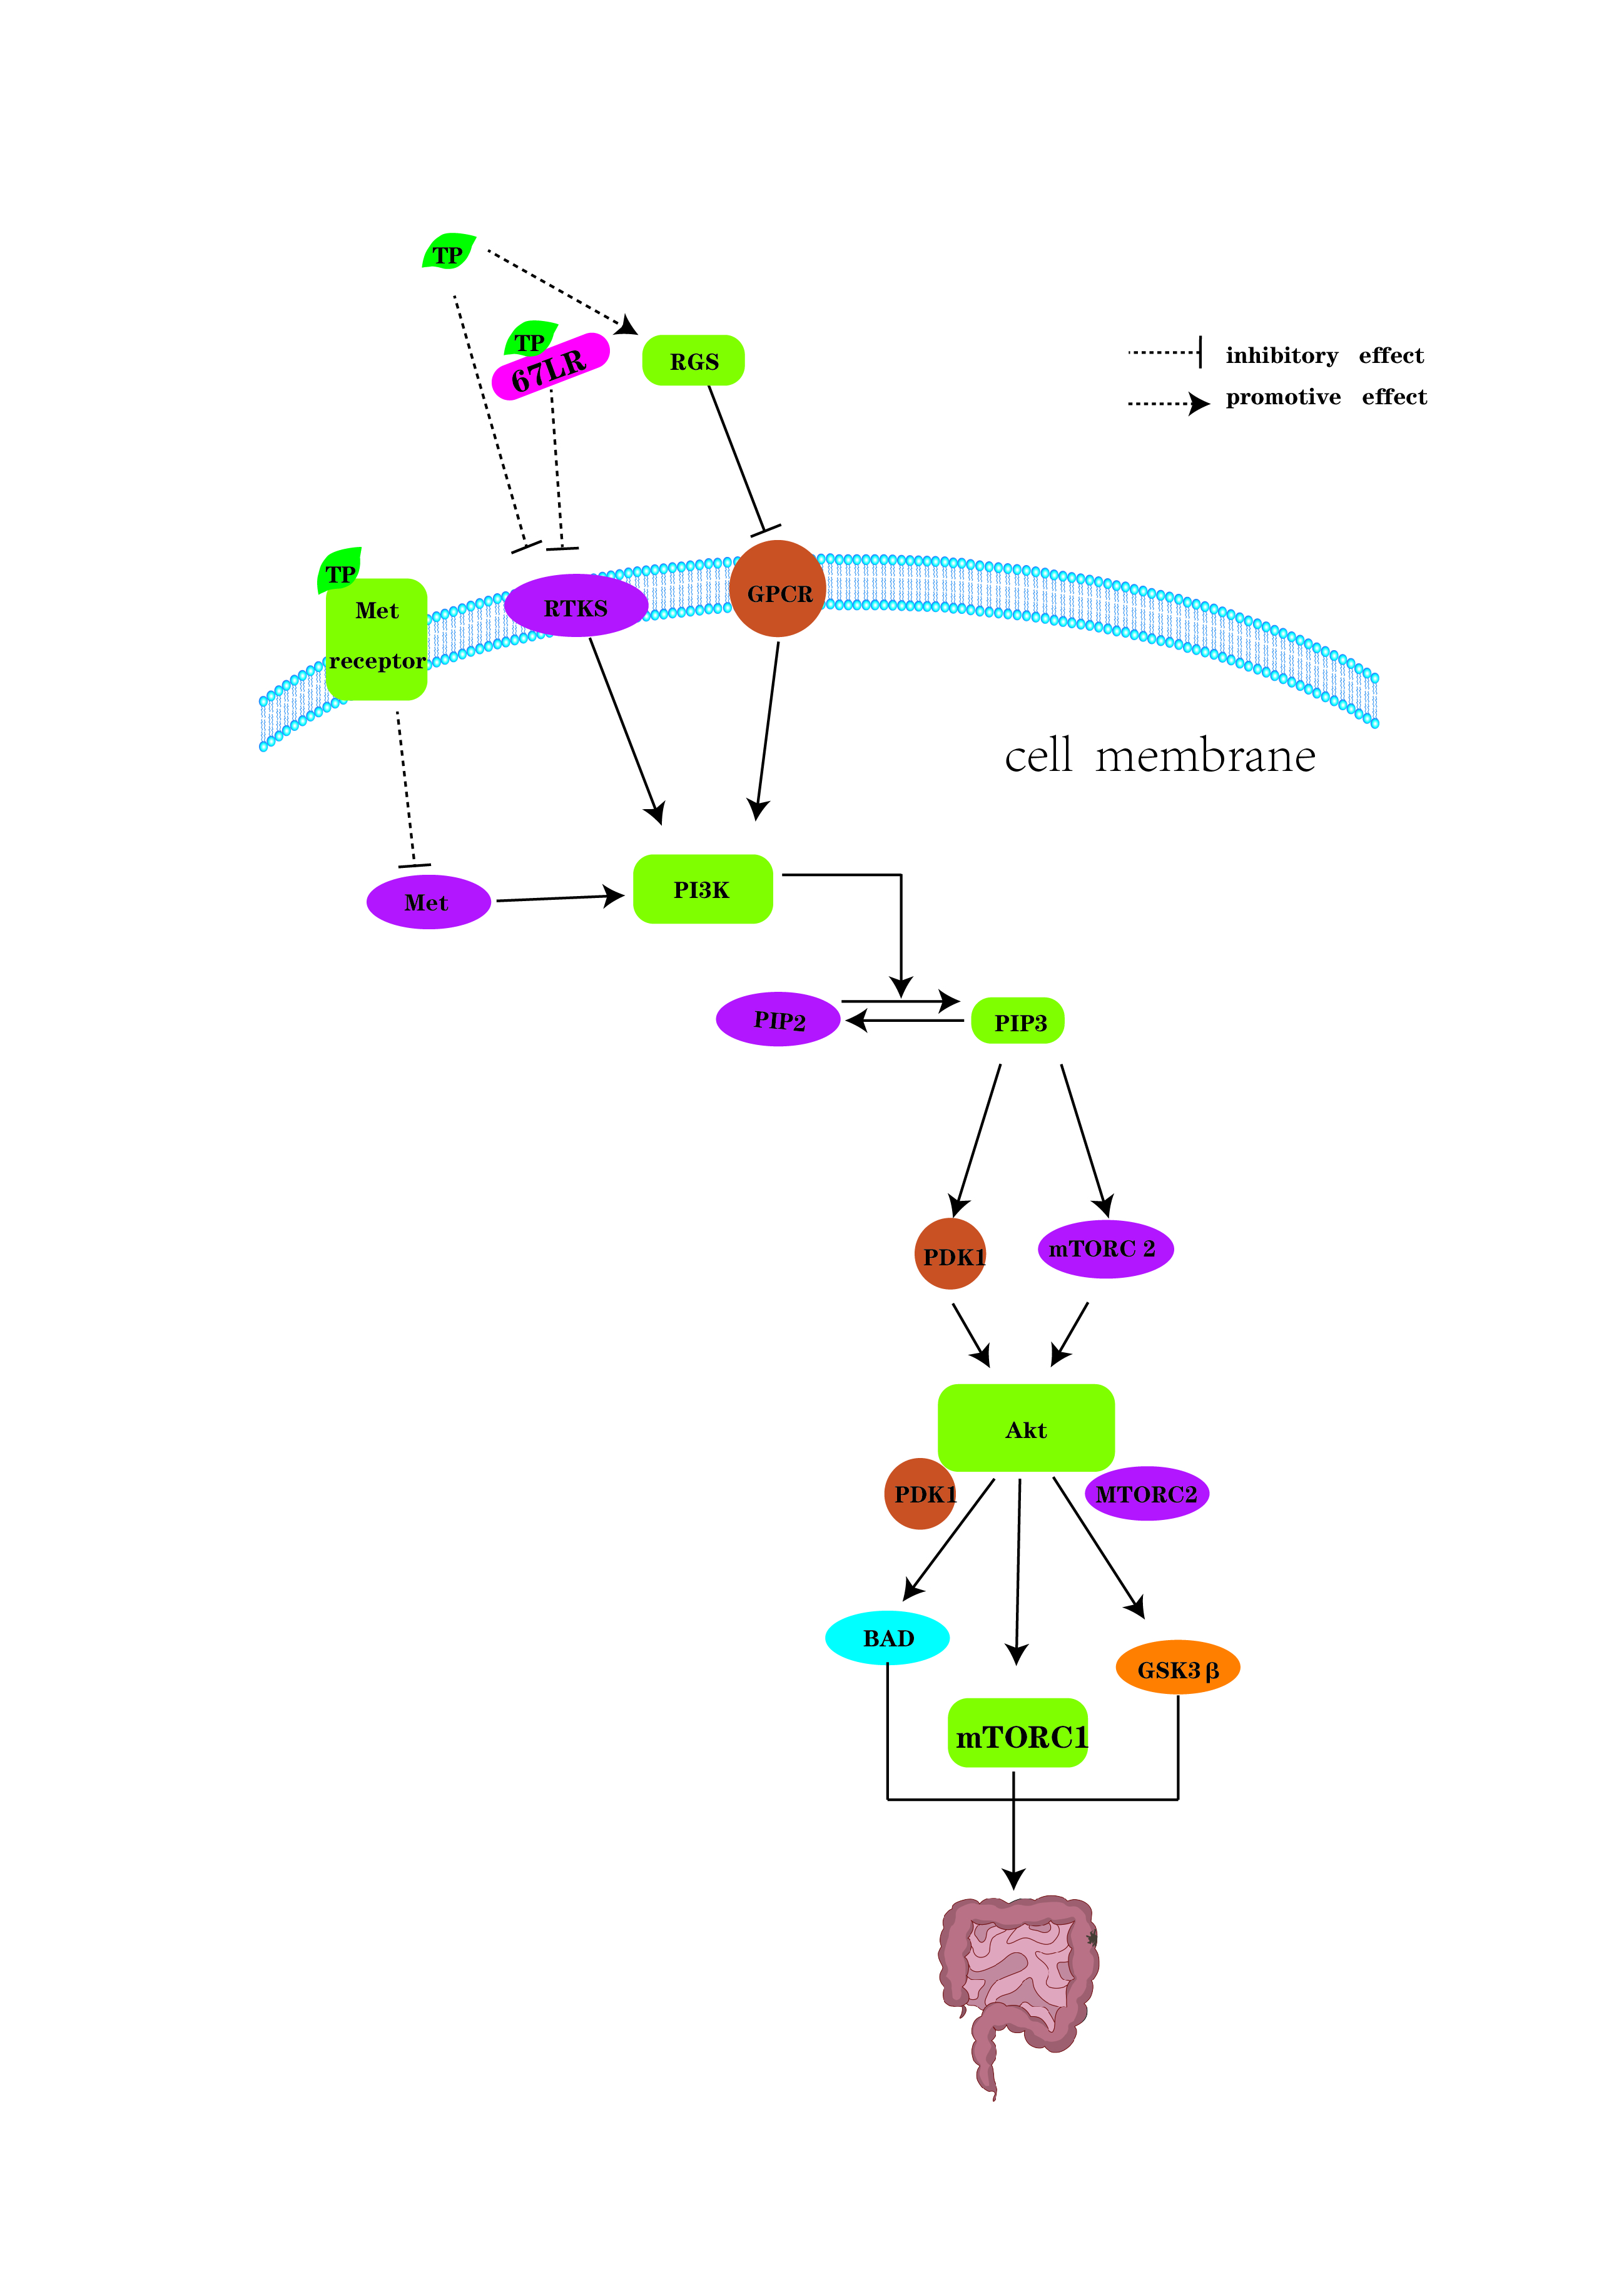 TP
TP
67LR
RGS
inhibitory effect
promotive effect
TP
Met
receptor
RTKS
GPCR
cell membrane
Met
PI3K
PIP2
PIP3
PDK1
mTORC 2
Akt
PDK1
MTORC2
BAD
GSK3 β
mTORC1